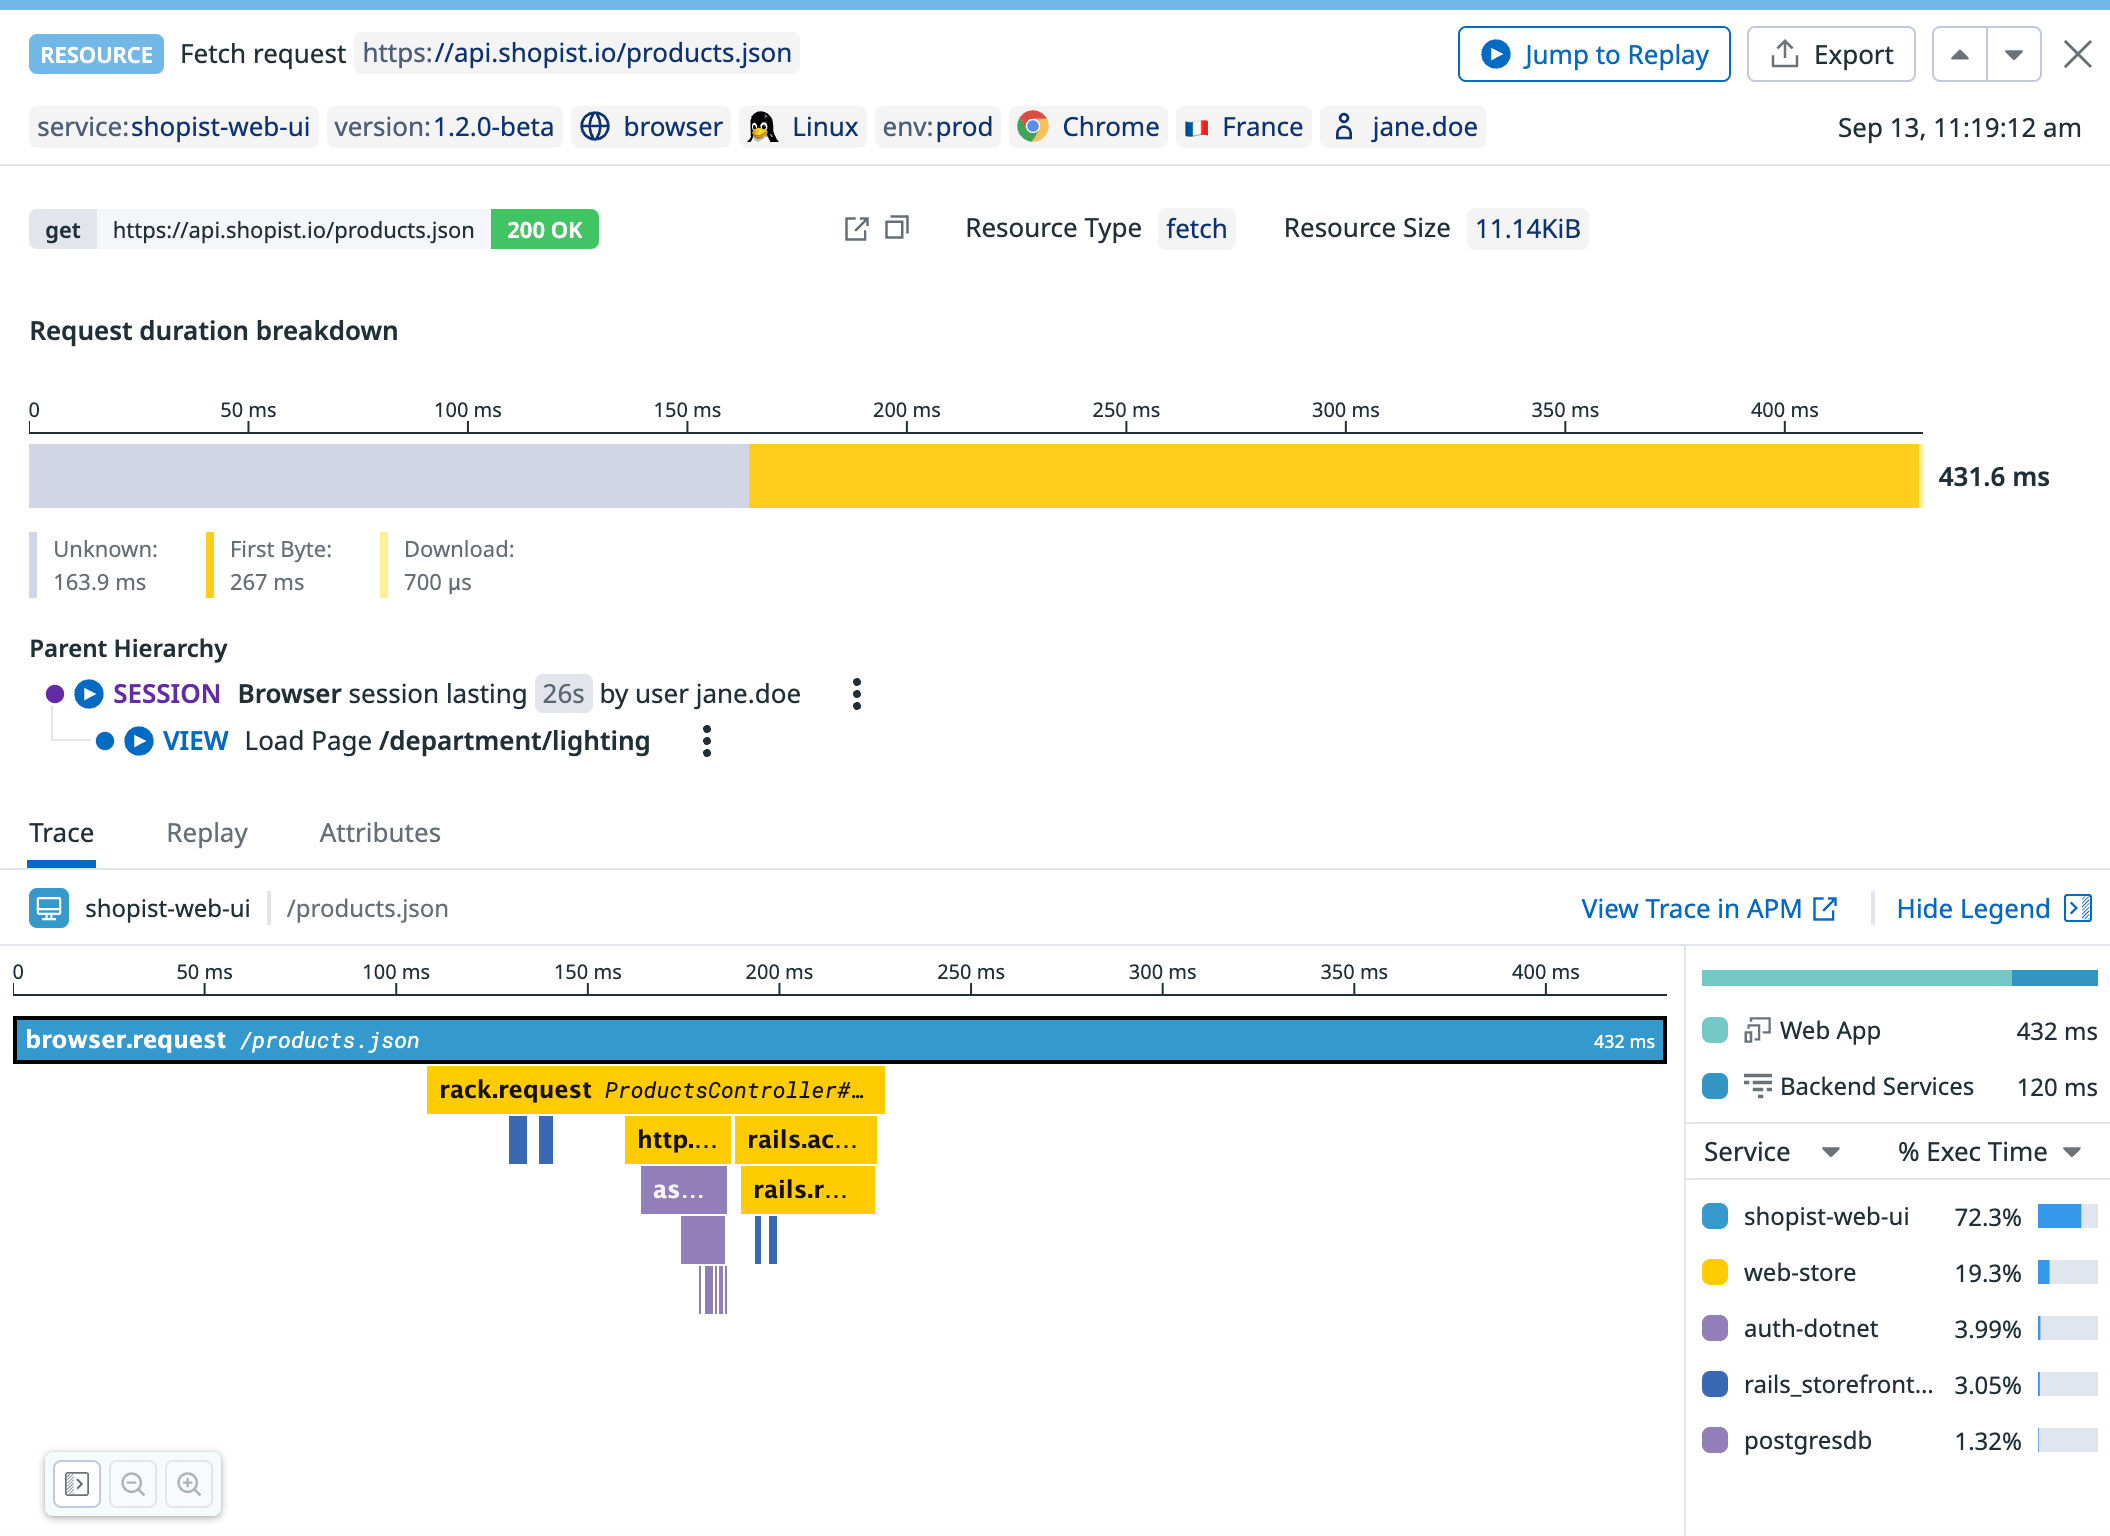 RESOURCE Fetch request https://api.shopist.io/products.json Jump to Replay Export
service:shopist-web-ui version:1.2.0-beta browser Linux env:prod Chrome France jane.doe Sep 13, 11:19:12 am
get https://api.shopist.io/products.json 200 OK Resource Type fetch Resource Size 11.14KiB
Request duration breakdown
0 50 ms 100 ms 150 ms 200 ms 250 ms 300 ms 350 ms 400 ms
431.6 ms
Unknown: First Byte: Download:
163.9 ms 267 ms 700 µs
Parent Hierarchy
SESSION Browser session lasting 26s by user jane.doe
VIEW Load Page /department/lighting
Trace Replay Attributes
shopist-web-ui /products.json View Trace in APM Hide Legend
0 50 ms 100 ms 150 ms 200 ms 250 ms 300 ms 350 ms 400 ms
browser.request /products.json 432 ms
rack.request ProductsController#…
http.… rails.ac…
as… rails.r…
Web App 432 ms
Backend Services 120 ms
Service % Exec Time
shopist-web-ui 72.3%
web-store 19.3%
auth-dotnet 3.99%
rails_storefront… 3.05%
postgresdb 1.32%